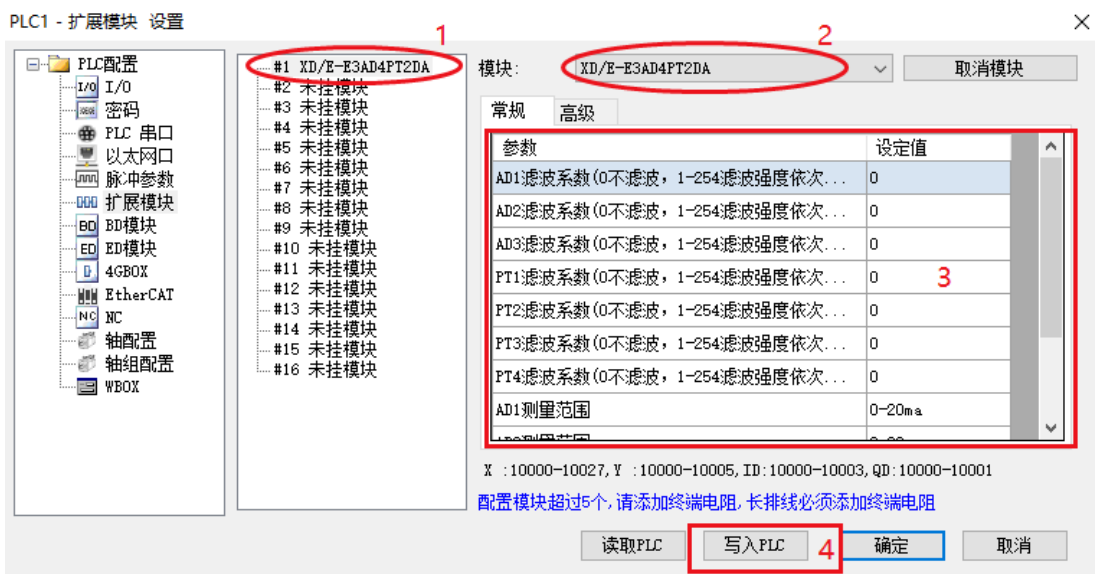 PLC1 - 扩展模块 设置
1
2
PLC配置
I/O
密码
PLC 串口
以太网口
脉冲参数
扩展模块
BD模块
ED模块
4GBOX
EtherCAT
NC
轴配置
轴组配置
WBOX
#1 XD/E-E3AD4PT2DA
#2 未挂模块
#3 未挂模块
#4 未挂模块
#5 未挂模块
#6 未挂模块
#7 未挂模块
#8 未挂模块
#9 未挂模块
#10 未挂模块
#11 未挂模块
#12 未挂模块
#13 未挂模块
#14 未挂模块
#15 未挂模块
#16 未挂模块
模块: XD/E-E3AD4PT2DA 取消模块
常规 高级
参数 设定值
AD1滤波系数(0不滤波，1-254滤波强度依次... 0
AD2滤波系数(0不滤波，1-254滤波强度依次... 0
AD3滤波系数(0不滤波，1-254滤波强度依次... 0
PT1滤波系数(0不滤波，1-254滤波强度依次... 0
3
PT2滤波系数(0不滤波，1-254滤波强度依次... 0
PT3滤波系数(0不滤波，1-254滤波强度依次... 0
PT4滤波系数(0不滤波，1-254滤波强度依次... 0
AD1测量范围 0-20ma
X :10000-10027,Y :10000-10005,ID:10000-10003,QD:10000-10001
配置模块超过5个,请添加终端电阻,长排线必须添加终端电阻
读取PLC 写入PLC 4 确定 取消